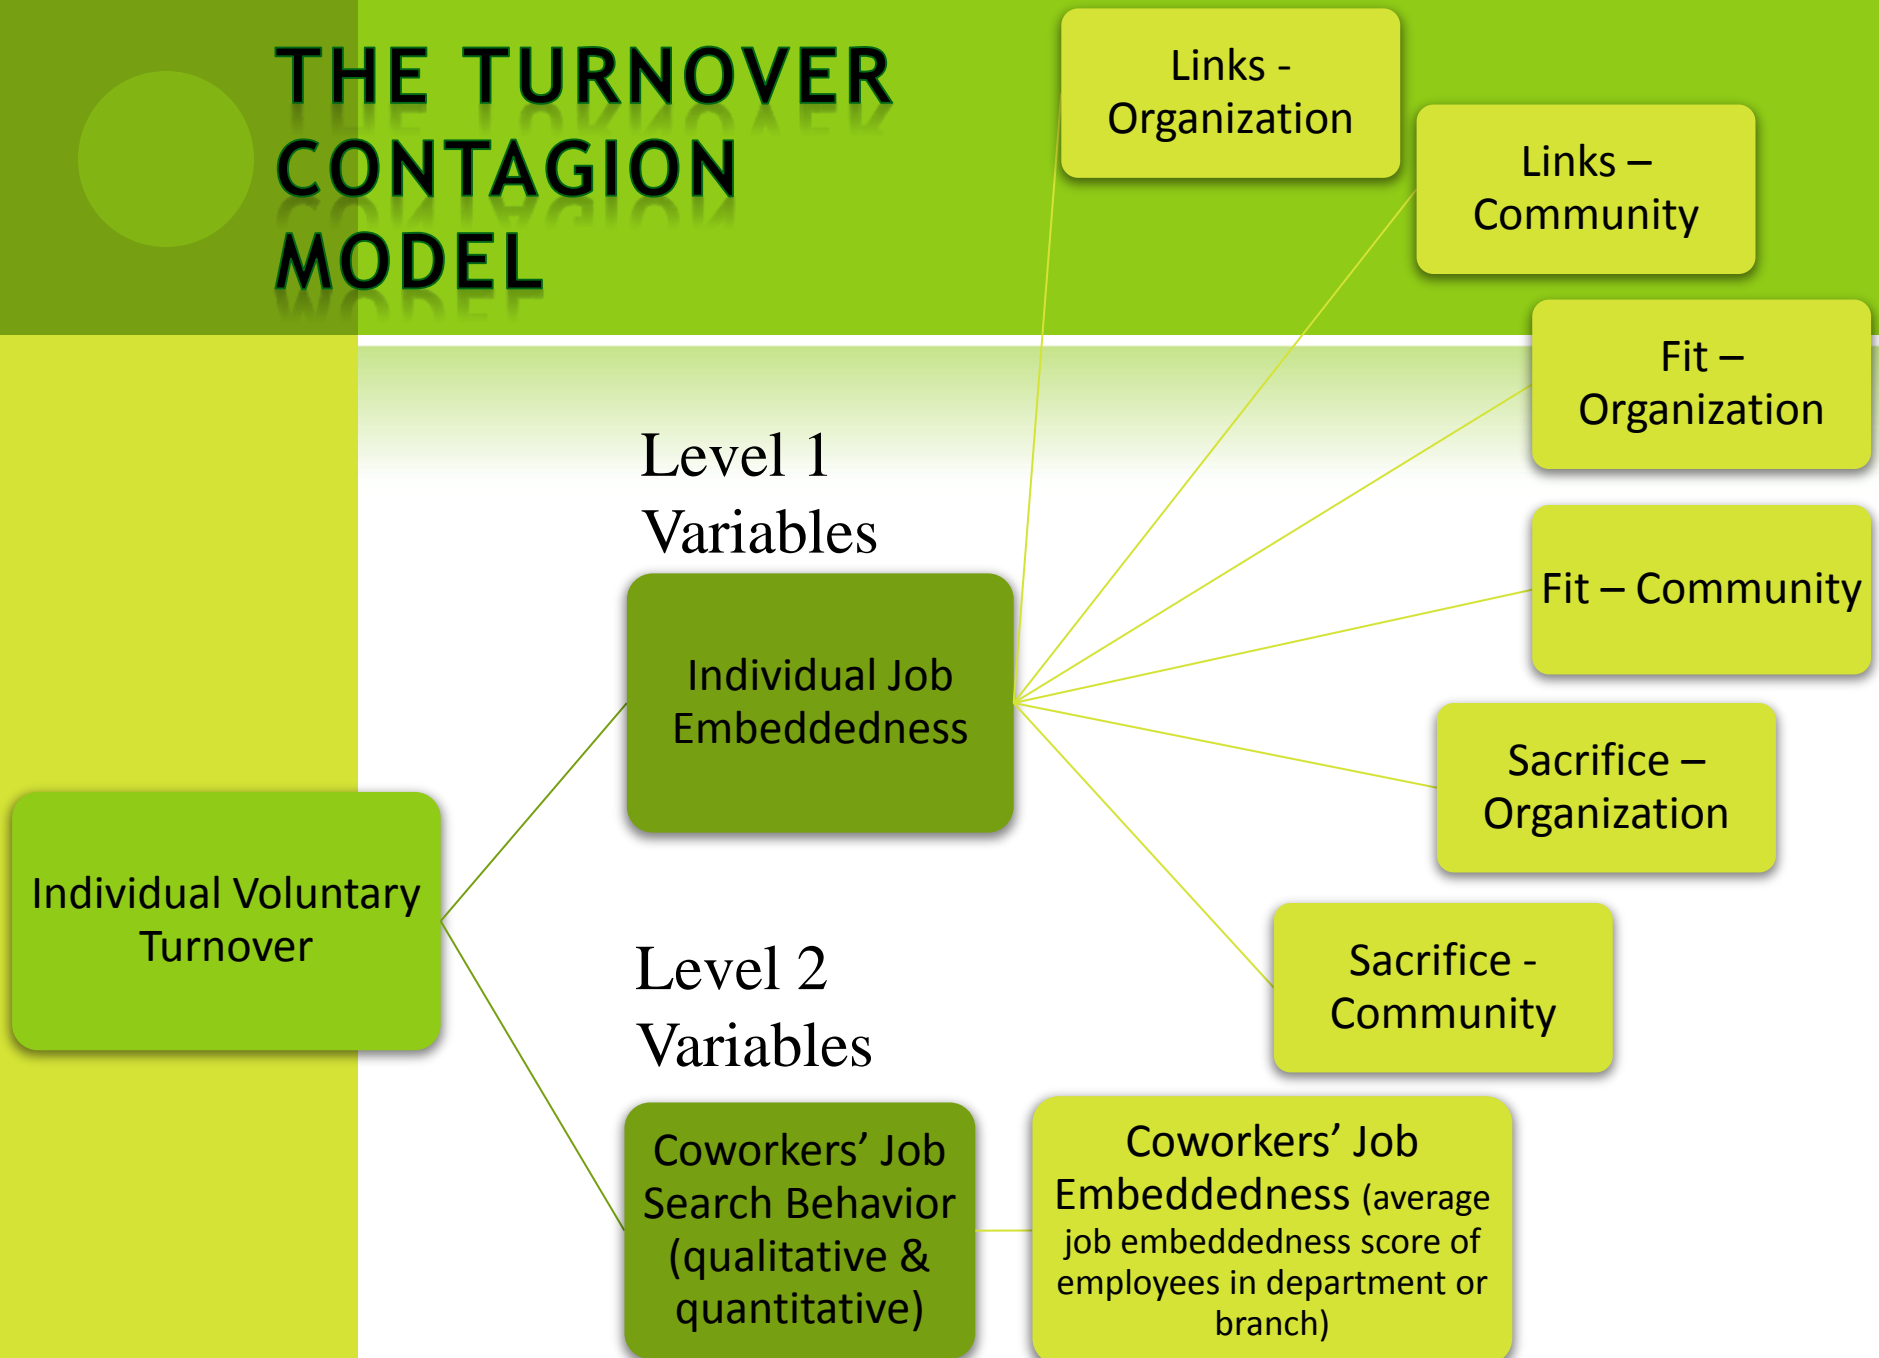 THE TURNOVER
CONTAGION
MODEL
Links -
Organization
Links –
Community
Fit –
Organization
Fit – Community
Sacrifice –
Organization
Sacrifice -
Community
Level 1
Variables
Individual Job
Embeddedness
Individual Voluntary
Turnover
Level 2
Variables
Coworkers’ Job
Search Behavior
(qualitative &
quantitative)
Coworkers’ Job
Embeddedness (average
job embeddedness score of
employees in department or
branch)